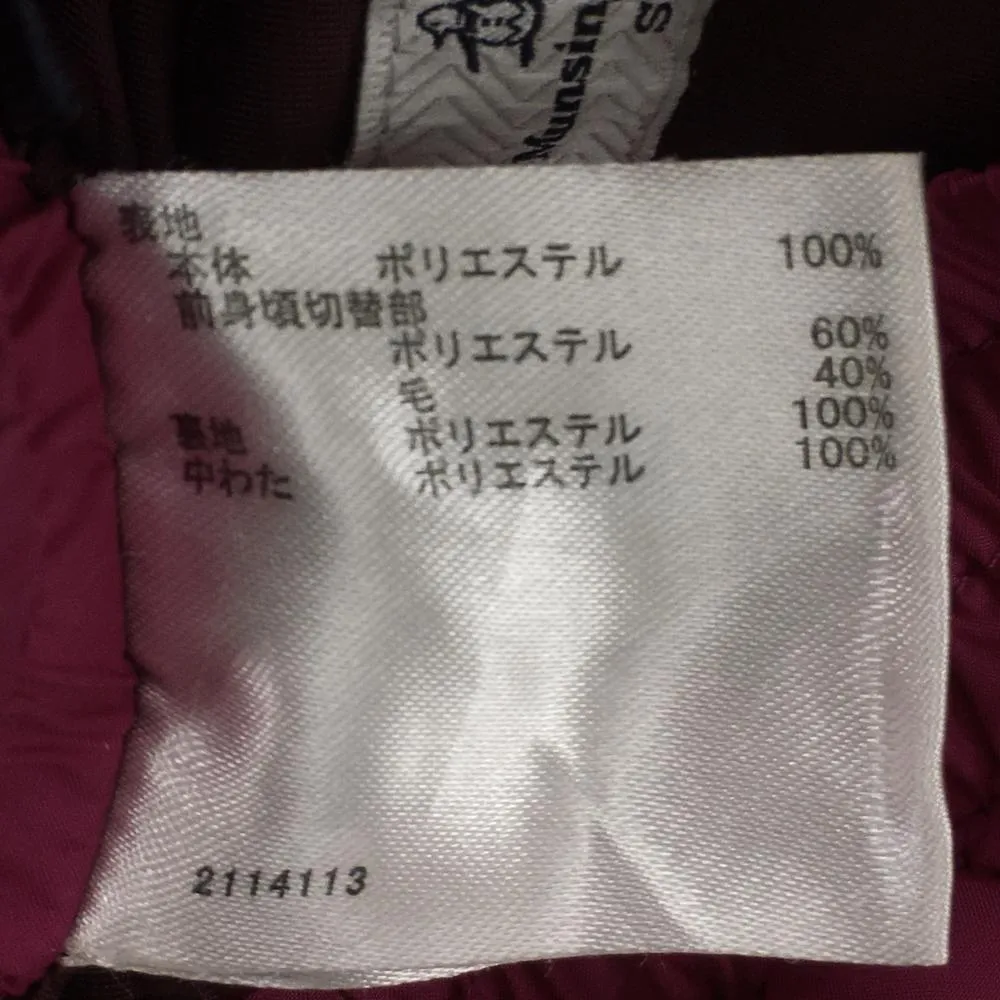 Munsin
S
表地
本体 ポリエステル 100%
前身頃切替部
ポリエステル 60%
毛 40%
裏地 ポリエステル 100%
中わた ポリエステル 100%
2114113